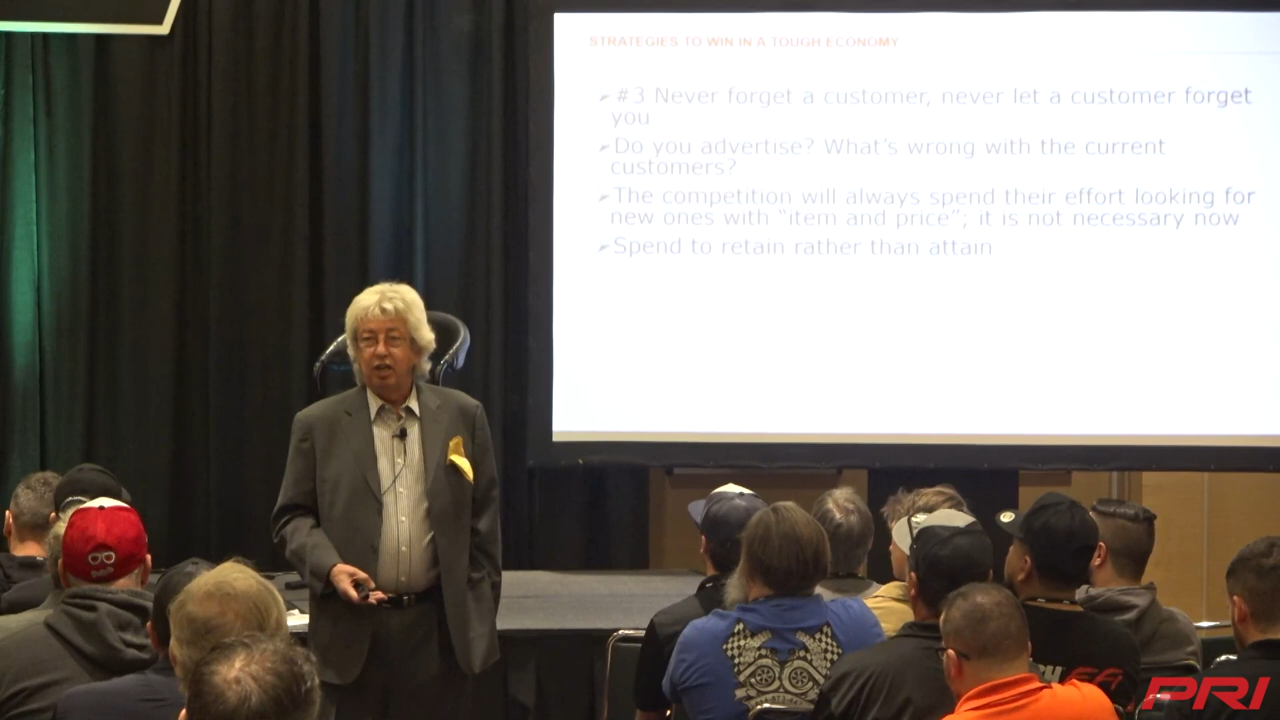 STRATEGIES TO WIN IN A TOUGH ECONOMY
#3 Never forget a customer, never let a customer forget
you
Do you advertise? What's wrong with the current
customers?
The competition will always spend their effort looking for
new ones with “item and price”; it is not necessary now
Spend to retain rather than attain
PRI